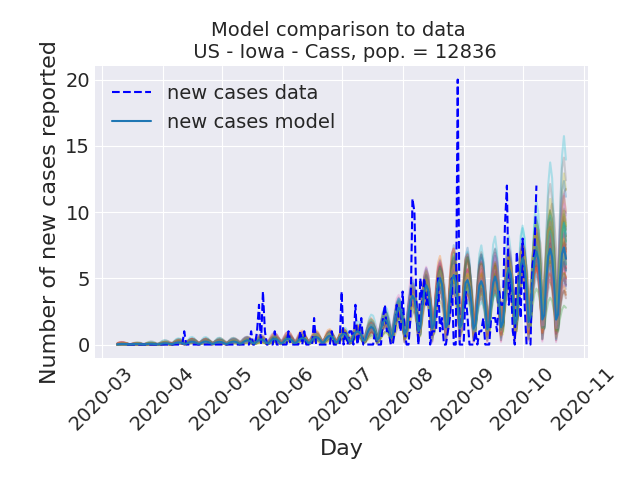 Model comparison to data
US - Iowa - Cass, pop. = 12836
Number of new cases reported
20
15
10
5
0
new cases data
new cases model
2020-03
2020-04
2020-05
2020-06
2020-07
2020-08
2020-09
2020-10
2020-11
Day